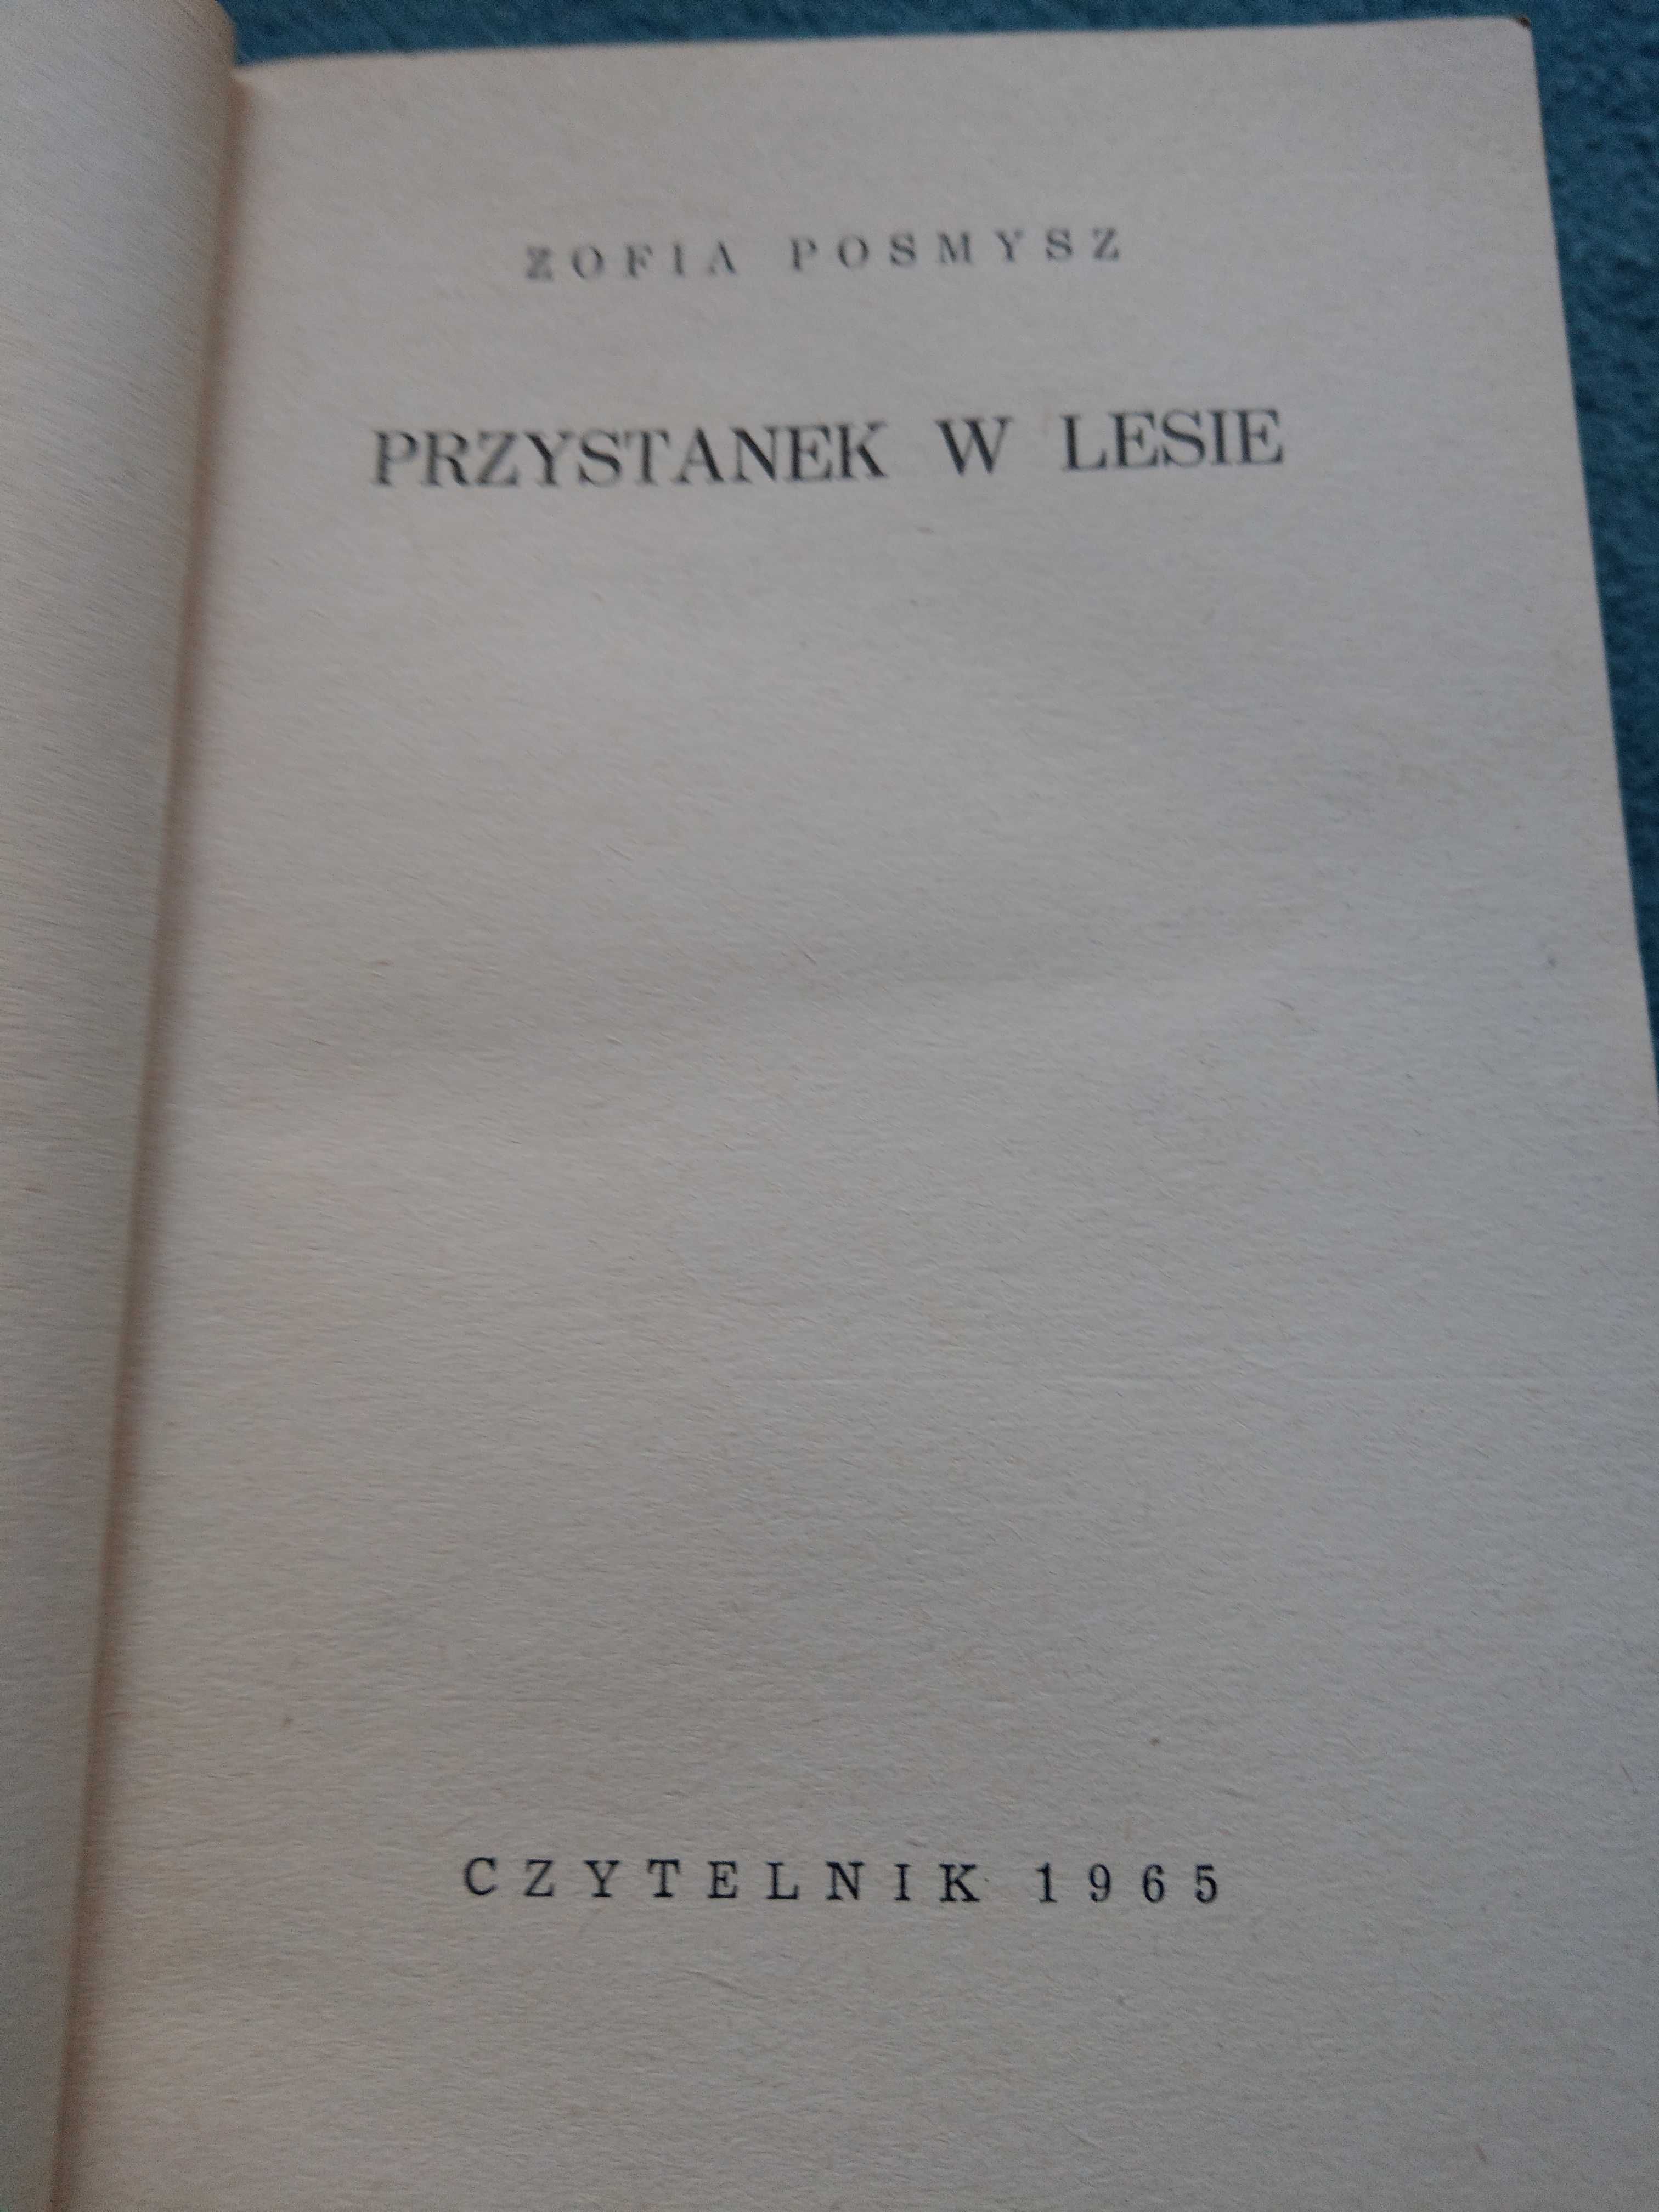 ZOFIA POSMYSZ
PRZYSTANEK W LESIE
CZYTELNIK 1965